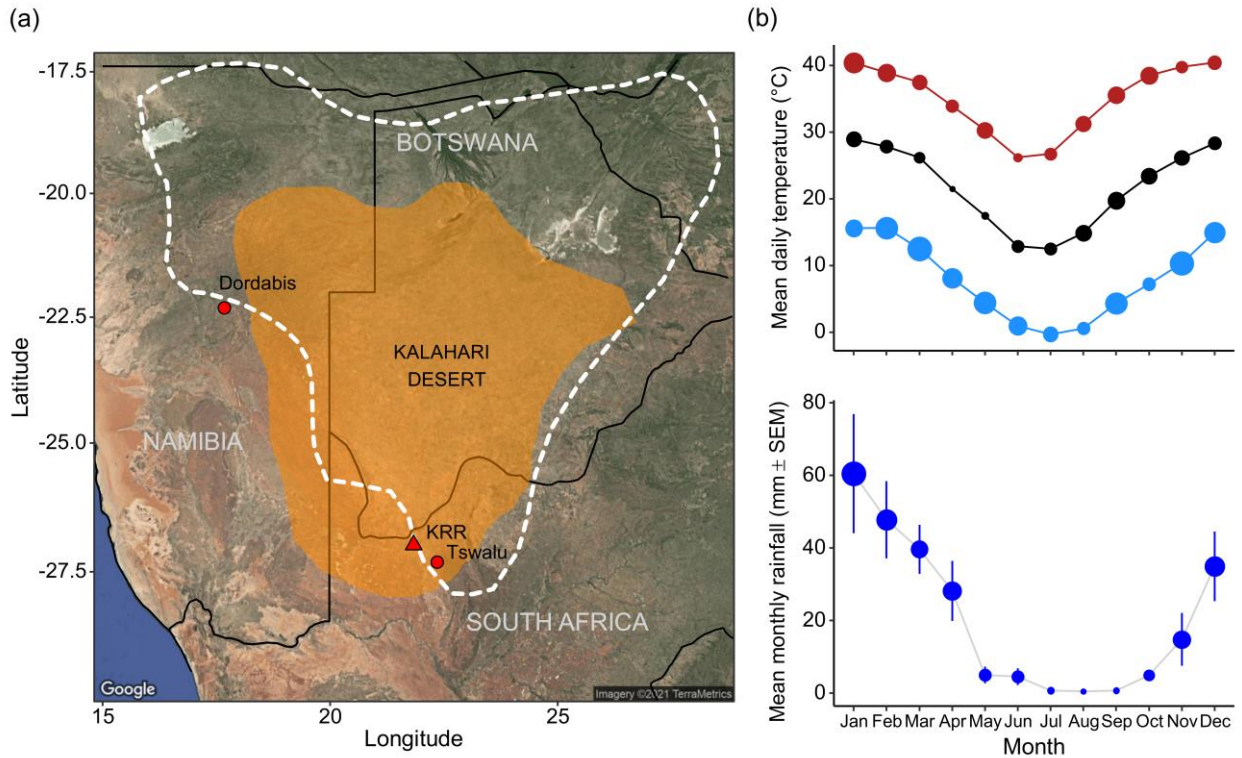 (a)
-17.5
-20.0
-22.5
-25.0
-27.5
Latitude
BOTSWANA
Dordabis
KALAHARI
DESERT
NAMIBIA
KRR
Tswalu
SOUTH AFRICA
Google
Imagery ©2021 TerraMetrics
15
20
25
Longitude
(b)
Mean daily temperature (°C)
40
30
20
10
0
Mean monthly rainfall (mm ± SEM)
80
60
40
20
0
Jan Feb Mar Apr May Jun Jul Aug Sep Oct Nov Dec
Month